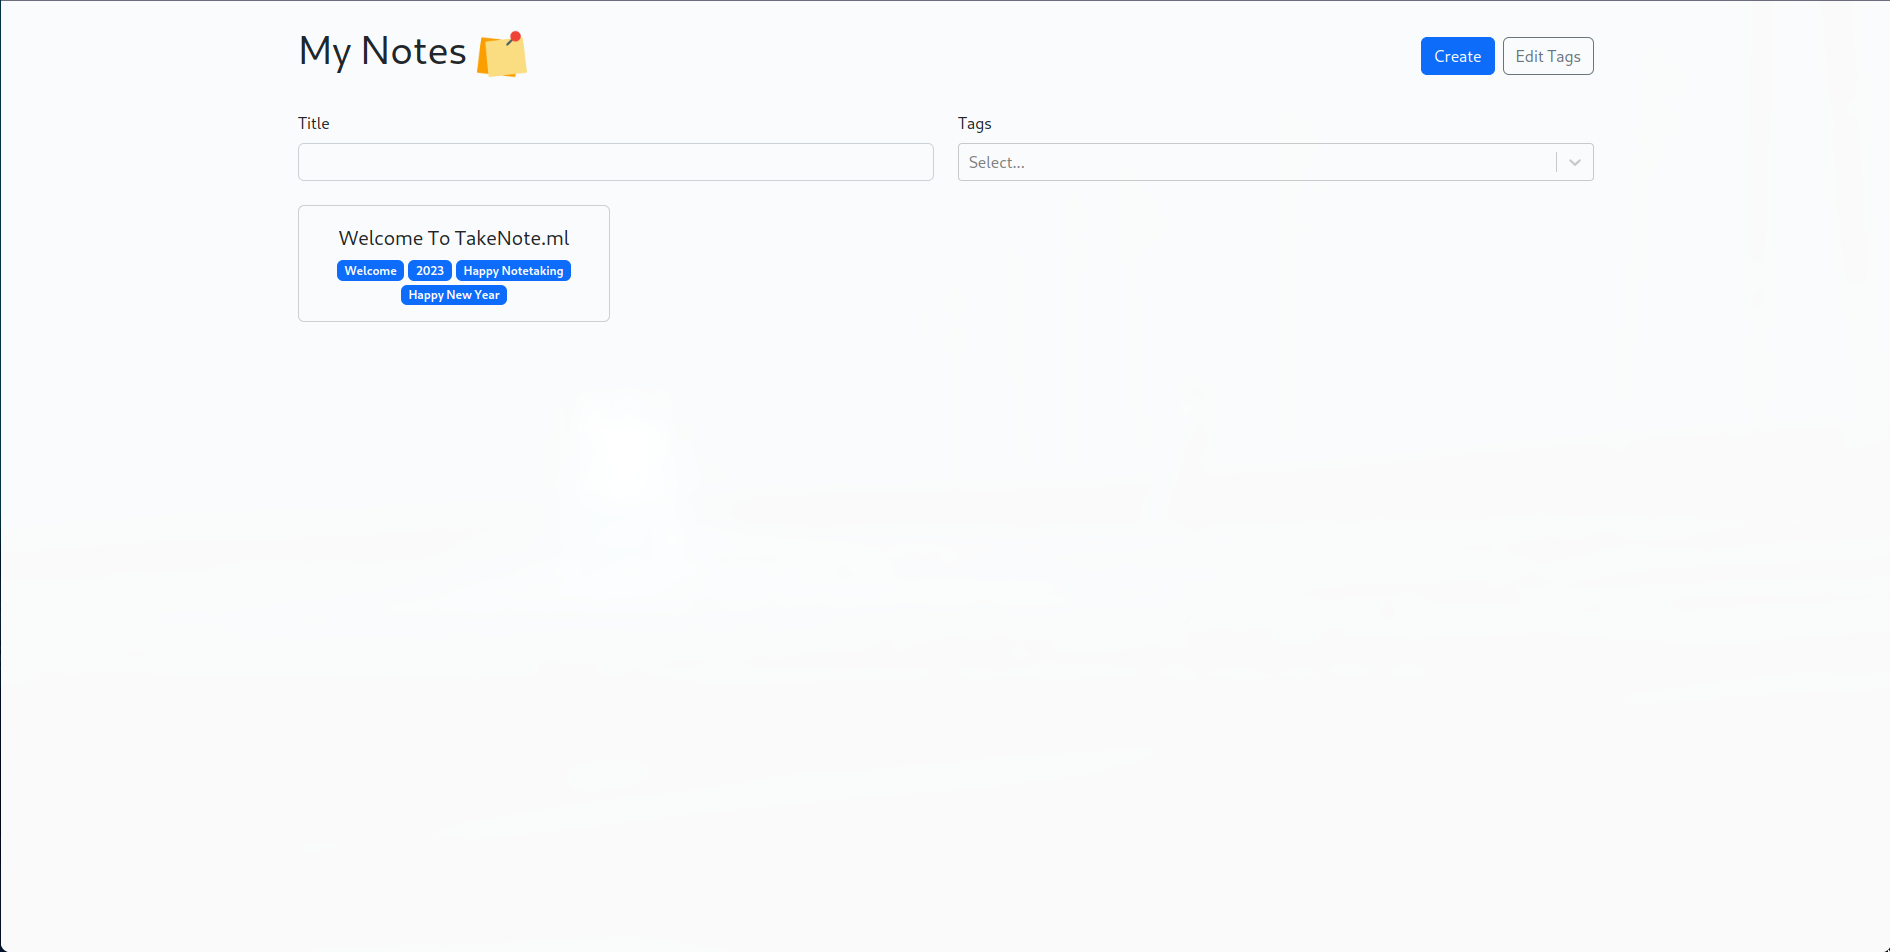 My Notes
Create
Edit Tags
Title
Tags
Select...
Welcome To TakeNote.ml
Welcome 2023 Happy Notetaking
Happy New Year